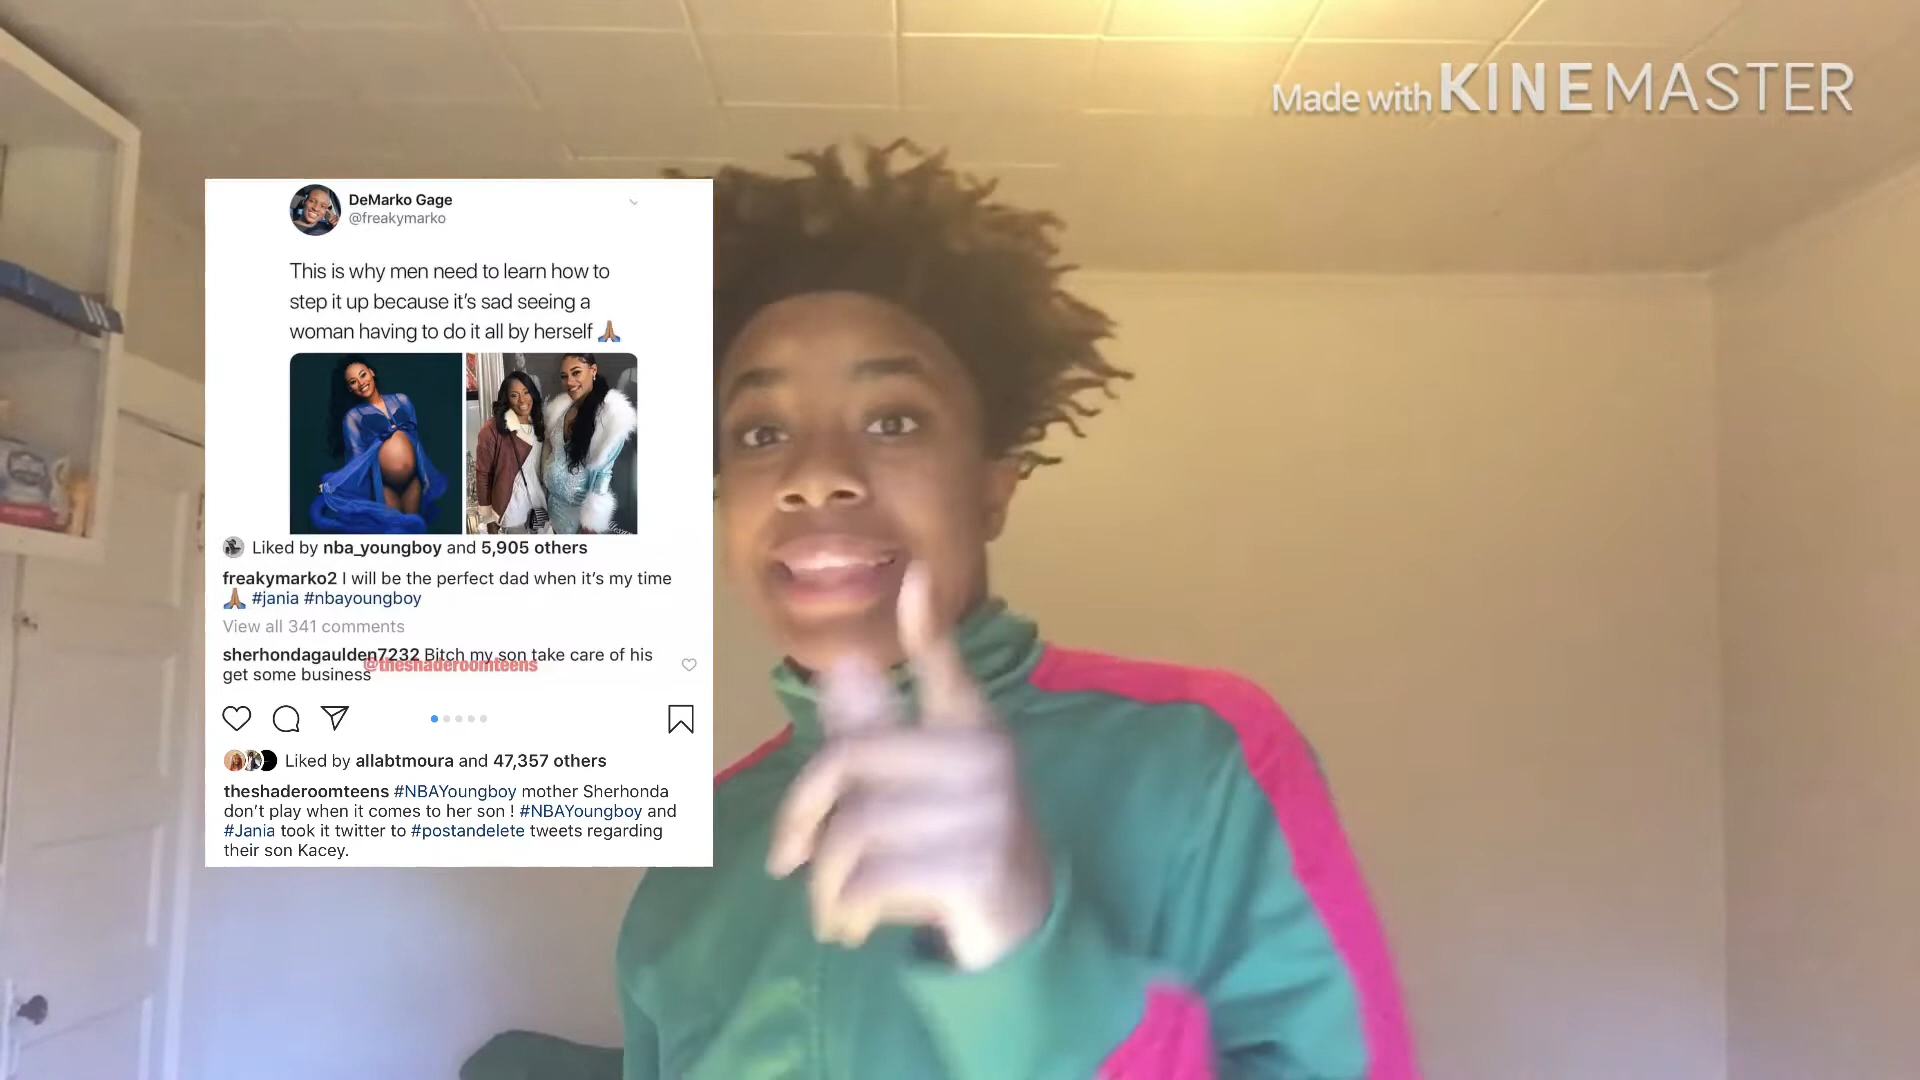 Made with KINEMASTER
DeMarko Gage
@freakymarko
This is why men need to learn how to
step it up because it's sad seeing a
woman having to do it all by herself 🙏🏽
Liked by nba_youngboy and 5,905 others
freakymarko2 I will be the perfect dad when it's my time
🙏🏽 #jania #nbayoungboy
View all 341 comments
sherhondagaulden7232 Bitch my son take care of his
get some business
@theshaderoomteens
Liked by allabtmoura and 47,357 others
theshaderoomteens #NBAYoungboy mother Sherhonda
don't play when it comes to her son ! #NBAYoungboy and
#Jania took it twitter to #postandelete tweets regarding
their son Kacey.